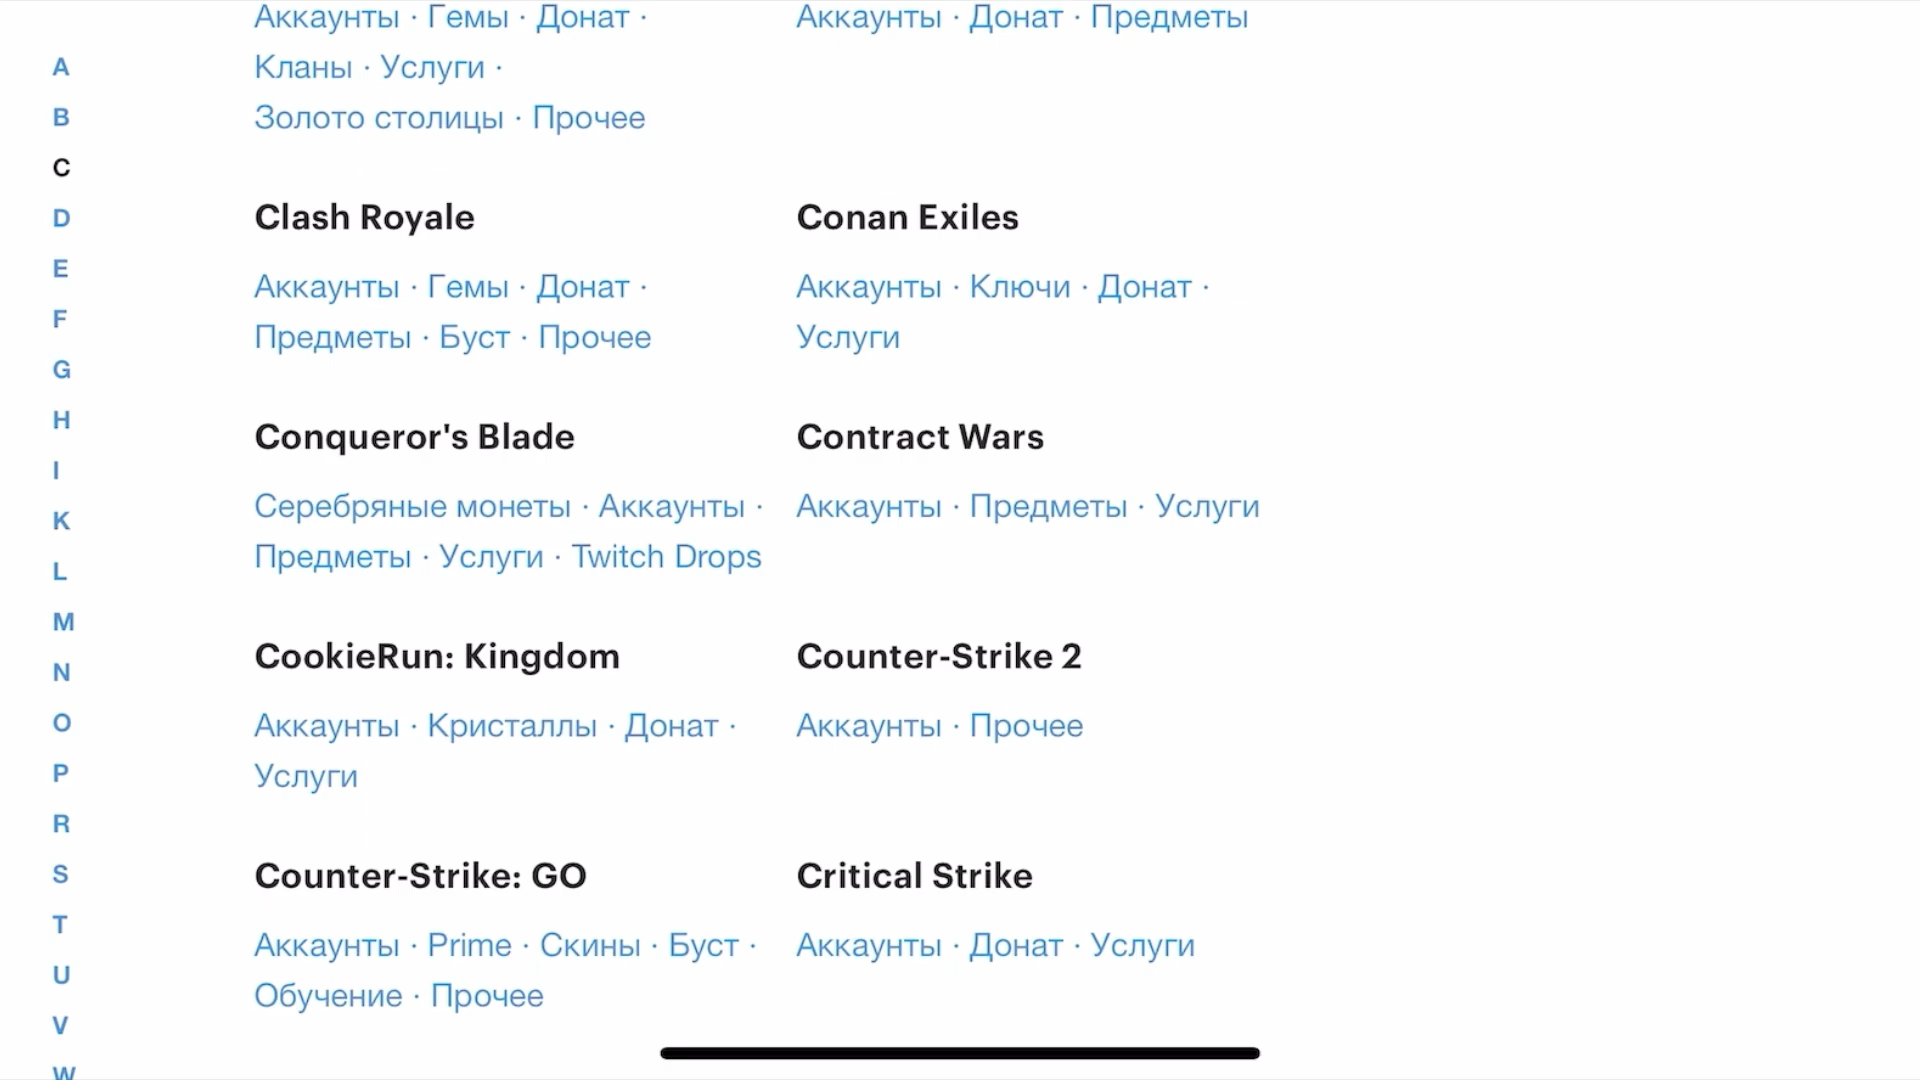 A
B
C
D
E
F
G
H
I
K
L
M
N
O
P
R
S
T
U
V
W
Аккаунты · Гемы · Донат ·
Кланы · Услуги ·
Золото столицы · Прочее
Аккаунты · Донат · Предметы
Clash Royale
Аккаунты · Гемы · Донат ·
Предметы · Буст · Прочее
Conan Exiles
Аккаунты · Ключи · Донат ·
Услуги
Conqueror's Blade
Серебряные монеты · Аккаунты ·
Предметы · Услуги · Twitch Drops
Contract Wars
Аккаунты · Предметы · Услуги
CookieRun: Kingdom
Аккаунты · Кристаллы · Донат ·
Услуги
Counter-Strike 2
Аккаунты · Прочее
Counter-Strike: GO
Аккаунты · Prime · Скины · Буст ·
Обучение · Прочее
Critical Strike
Аккаунты · Донат · Услуги